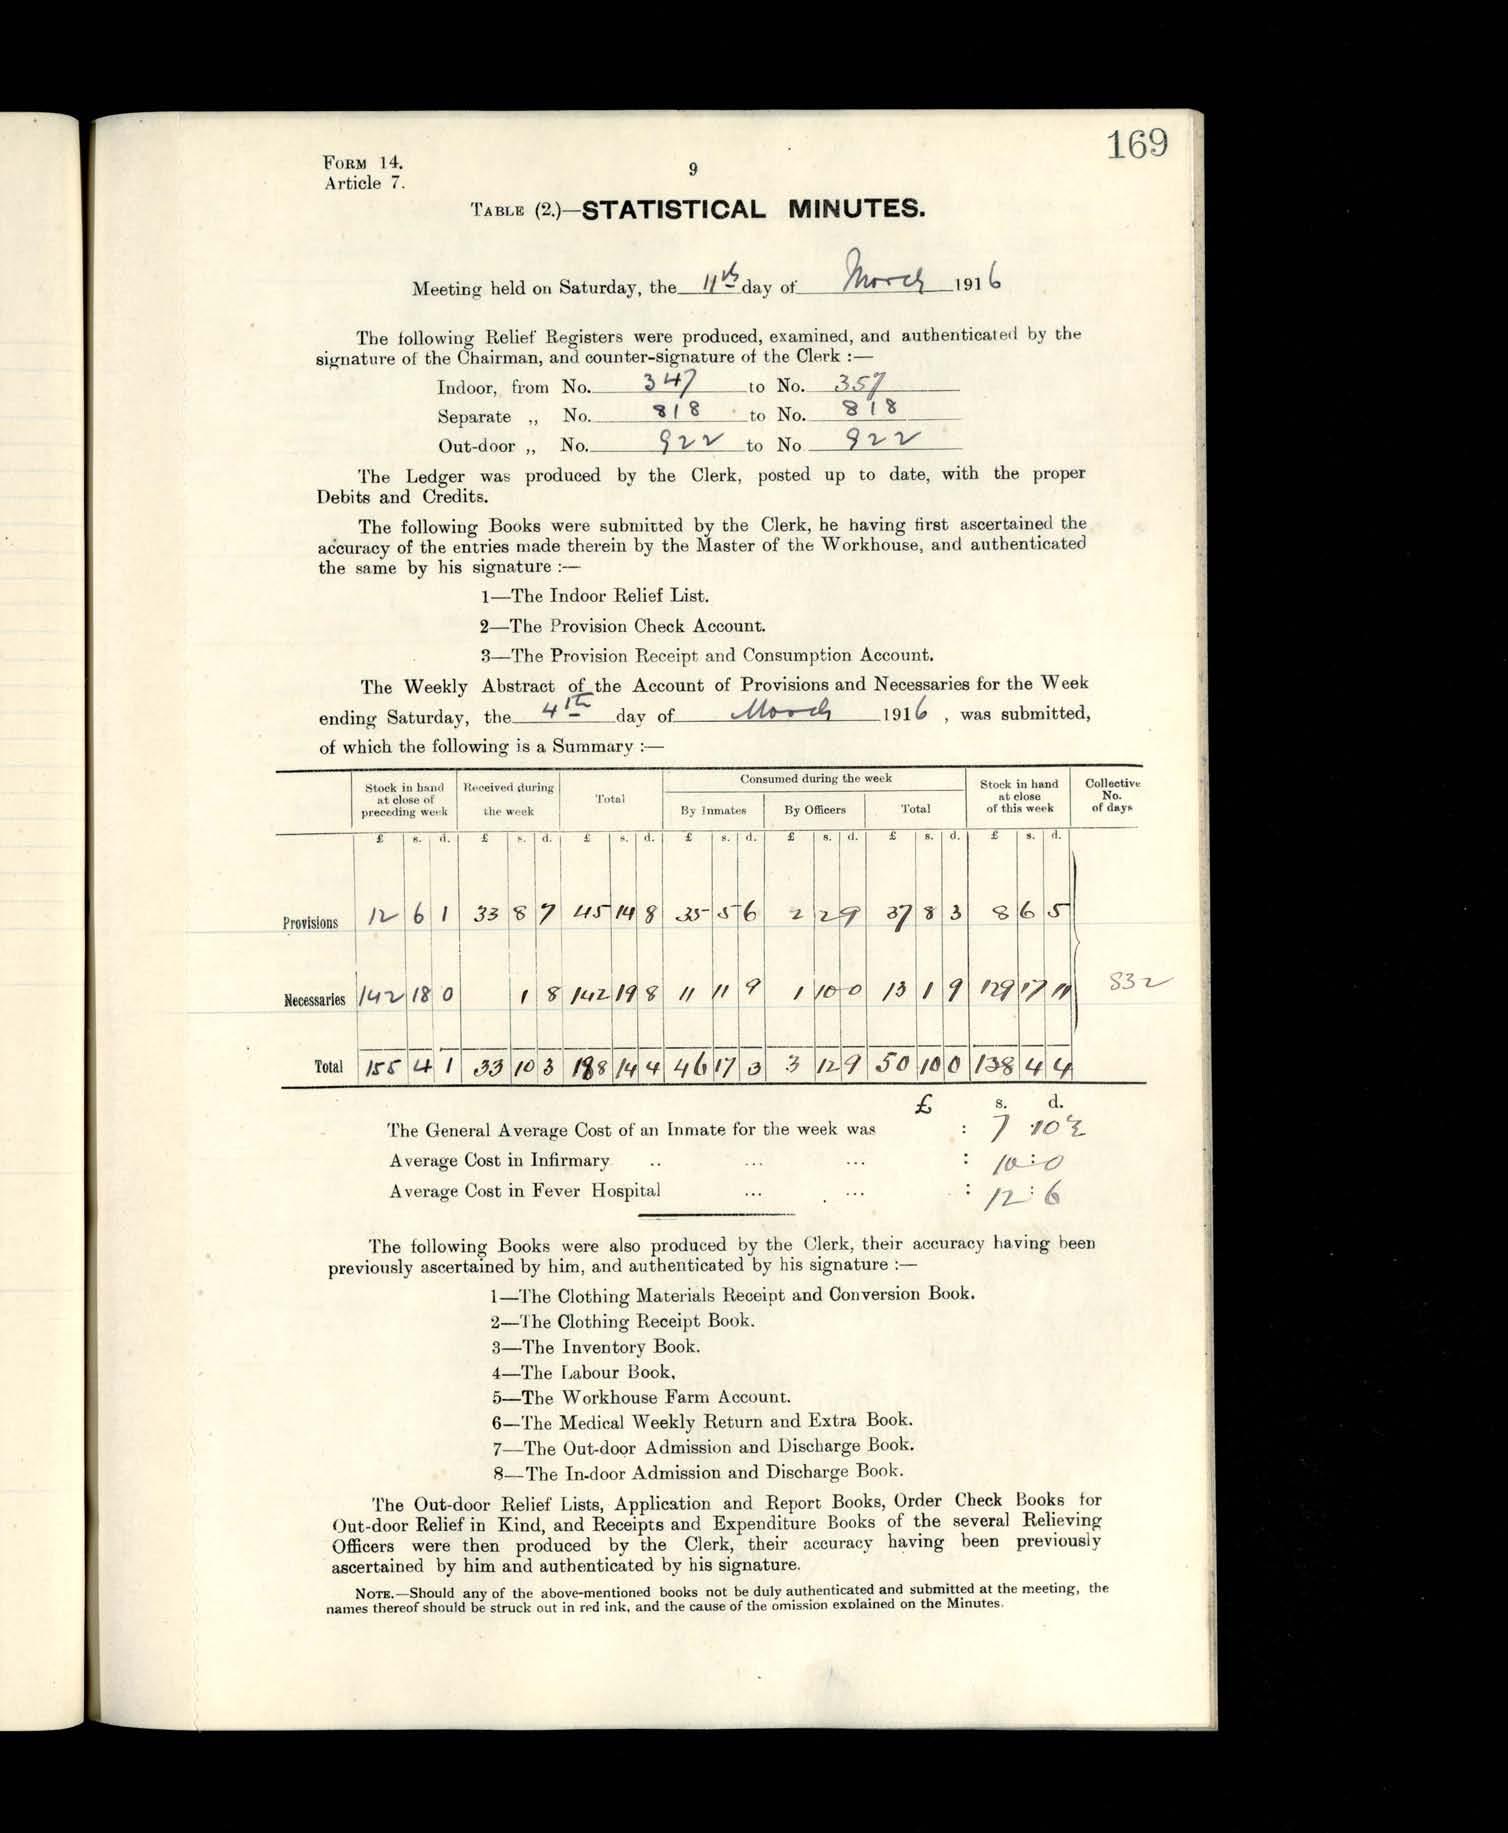 169
FORM 14.
Article 7.
9
TABLE (2.)—STATISTICAL MINUTES.
Meeting held on Saturday, the 11th day of March 1916
The following Relief Registers were produced, examined, and authenticated by the
signature of the Chairman, and counter-signature of the Clerk :—
Indoor, from No. 347 to No. 357
Separate ,, No. 818 to No. 818
Out-door ,, No. 922 to No 922
The Ledger was produced by the Clerk, posted up to date, with the proper
Debits and Credits.
The following Books were submitted by the Clerk, he having first ascertained the
accuracy of the entries made therein by the Master of the Workhouse, and authenticated
the same by his signature :—
1—The Indoor Relief List.
2—The Provision Check Account.
3—The Provision Receipt and Consumption Account.
The Weekly Abstract of the Account of Provisions and Necessaries for the Week
ending Saturday, the 4th day of March 1916 , was submitted,
of which the following is a Summary :—
Stock in hand at close of preceding week Received during the week Total Consumed during the week Stock in hand at close of this week Collective No. of days
By Inmates By Officers Total
£ s. d. £ s. d. £ s. d. £ s. d. £ s. d. £ s. d. £ s. d.
Provisions 12 6 1 33 8 7 45 14 8 35 5 6 2 2 9 37 8 3 8 6 5
Necessaries 142 18 0 1 8 142 19 8 11 11 9 1 10 0 13 1 9 129 17 11 832
Total 155 4 1 33 10 3 188 14 4 46 17 3 3 12 9 50 10 0 138 4 4
£ s. d.
The General Average Cost of an Inmate for the week was : 7 10½
Average Cost in Infirmary .. ... ... : 10 : 0
Average Cost in Fever Hospital ... ... : 12 : 6
The following Books were also produced by the Clerk, their accuracy having been
previously ascertained by him, and authenticated by his signature :—
1—The Clothing Materials Receipt and Conversion Book.
2—The Clothing Receipt Book.
3—The Inventory Book.
4—The Labour Book,
5—The Workhouse Farm Account.
6—The Medical Weekly Return and Extra Book.
7—The Out-door Admission and Discharge Book.
8—The In-door Admission and Discharge Book.
The Out-door Relief Lists, Application and Report Books, Order Check Books for
Out-door Relief in Kind, and Receipts and Expenditure Books of the several Relieving
Officers were then produced by the Clerk, their accuracy having been previously
ascertained by him and authenticated by his signature.
NOTE.—Should any of the above-mentioned books not be duly authenticated and submitted at the meeting, the
names thereof should be struck out in red ink, and the cause of the omission explained on the Minutes.